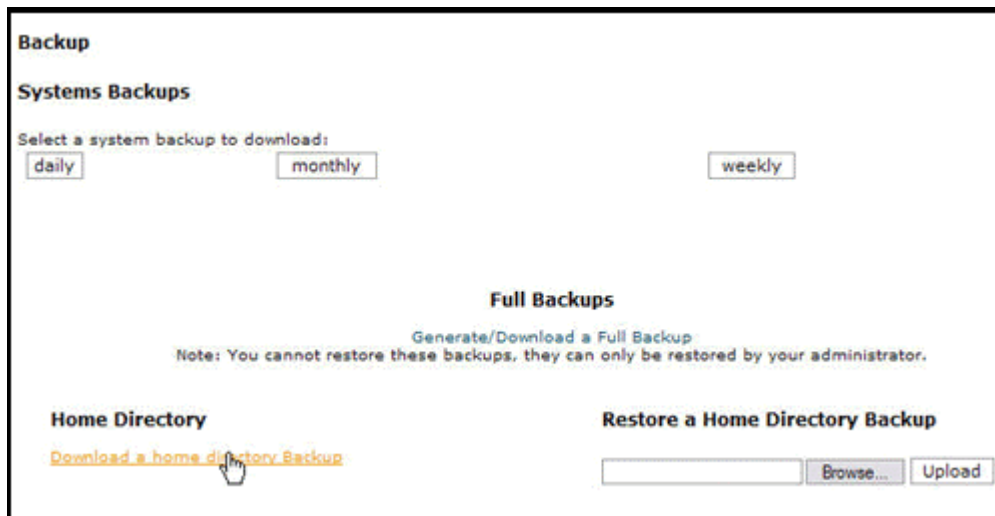 Backup
Systems Backups
Select a system backup to download:
daily monthly weekly
Full Backups
Generate/Download a Full Backup
Note: You cannot restore these backups, they can only be restored by your administrator.
Home Directory
Restore a Home Directory Backup
Download a home directory Backup
Browse... Upload